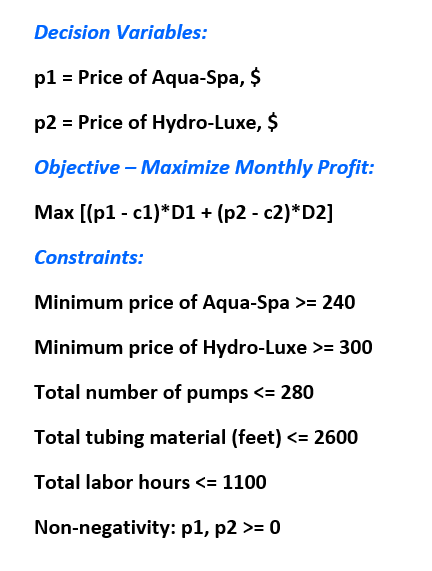 Decision Variables:
p1 = Price of Aqua-Spa, $
p2 = Price of Hydro-Luxe, $
Objective – Maximize Monthly Profit:
Max [(p1 - c1)*D1 + (p2 - c2)*D2]
Constraints:
Minimum price of Aqua-Spa >= 240
Minimum price of Hydro-Luxe >= 300
Total number of pumps <= 280
Total tubing material (feet) <= 2600
Total labor hours <= 1100
Non-negativity: p1, p2 >= 0